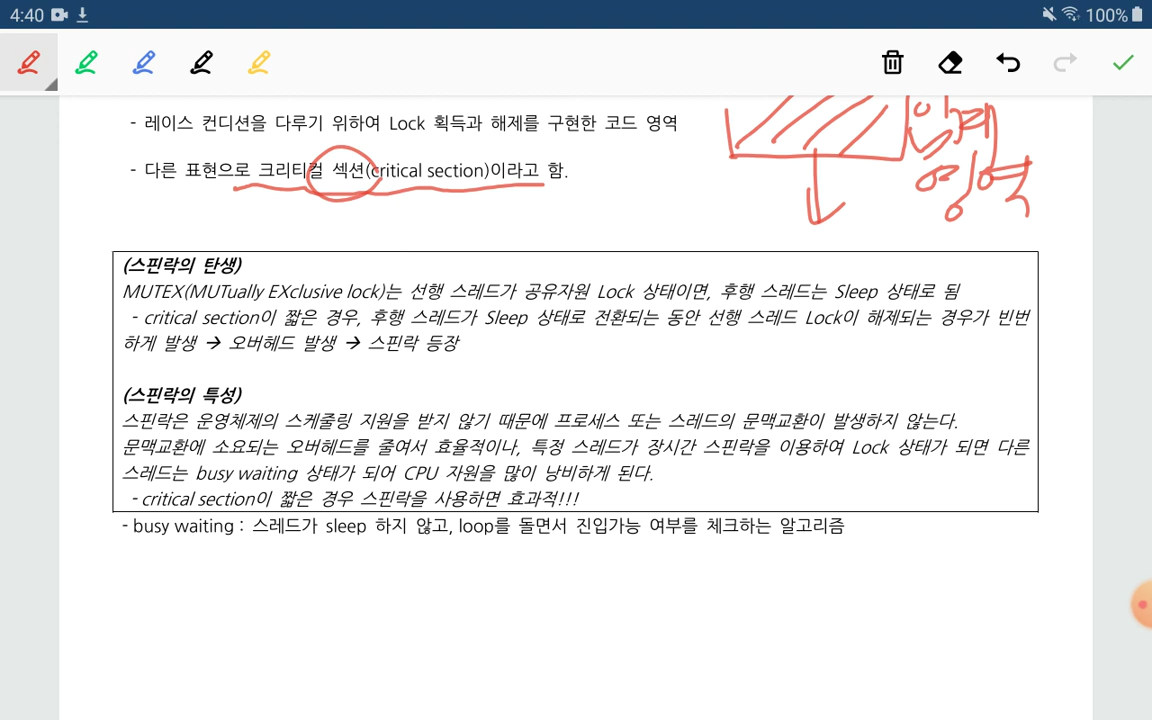 4:40 100%
- 레이스 컨디션을 다루기 위하여 Lock 획득과 해제를 구현한 코드 영역
임계
- 다른 표현으로 크리티컬 섹션(critical section)이라고 함.
영역
(스핀락의 탄생)
MUTEX(MUTually EXclusive lock)는 선행 스레드가 공유자원 Lock 상태이면, 후행 스레드는 Sleep 상태로 됨
- critical section이 짧은 경우, 후행 스레드가 Sleep 상태로 전환되는 동안 선행 스레드 Lock이 해제되는 경우가 빈번
하게 발생 → 오버헤드 발생 → 스핀락 등장
(스핀락의 특성)
스핀락은 운영체제의 스케줄링 지원을 받지 않기 때문에 프로세스 또는 스레드의 문맥교환이 발생하지 않는다.
문맥교환에 소요되는 오버헤드를 줄여서 효율적이나, 특정 스레드가 장시간 스핀락을 이용하여 Lock 상태가 되면 다른
스레드는 busy waiting 상태가 되어 CPU 자원을 많이 낭비하게 된다.
- critical section이 짧은 경우 스핀락을 사용하면 효과적!!!
- busy waiting : 스레드가 sleep 하지 않고, loop를 돌면서 진입가능 여부를 체크하는 알고리즘